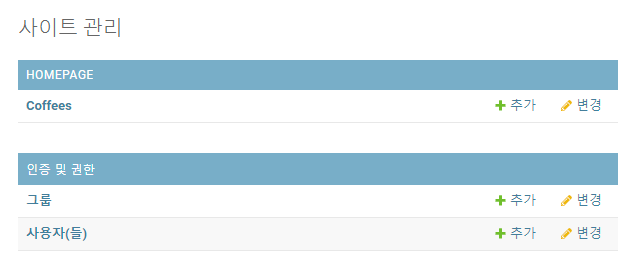 사이트 관리
HOMEPAGE
Coffees 추가 변경
인증 및 권한
그룹 추가 변경
사용자(들) 추가 변경